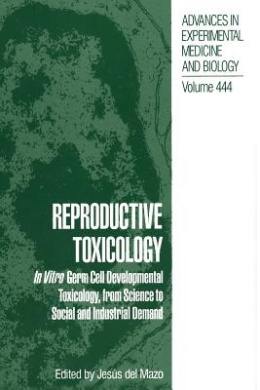 ADVANCES IN
EXPERIMENTAL
MEDICINE
AND BIOLOGY
Volume 444
REPRODUCTIVE
TOXICOLOGY
In Vitro Germ Cell Developmental
Toxicology, from Science to
Social and Industrial Demand
Edited by Jesús del Mazo